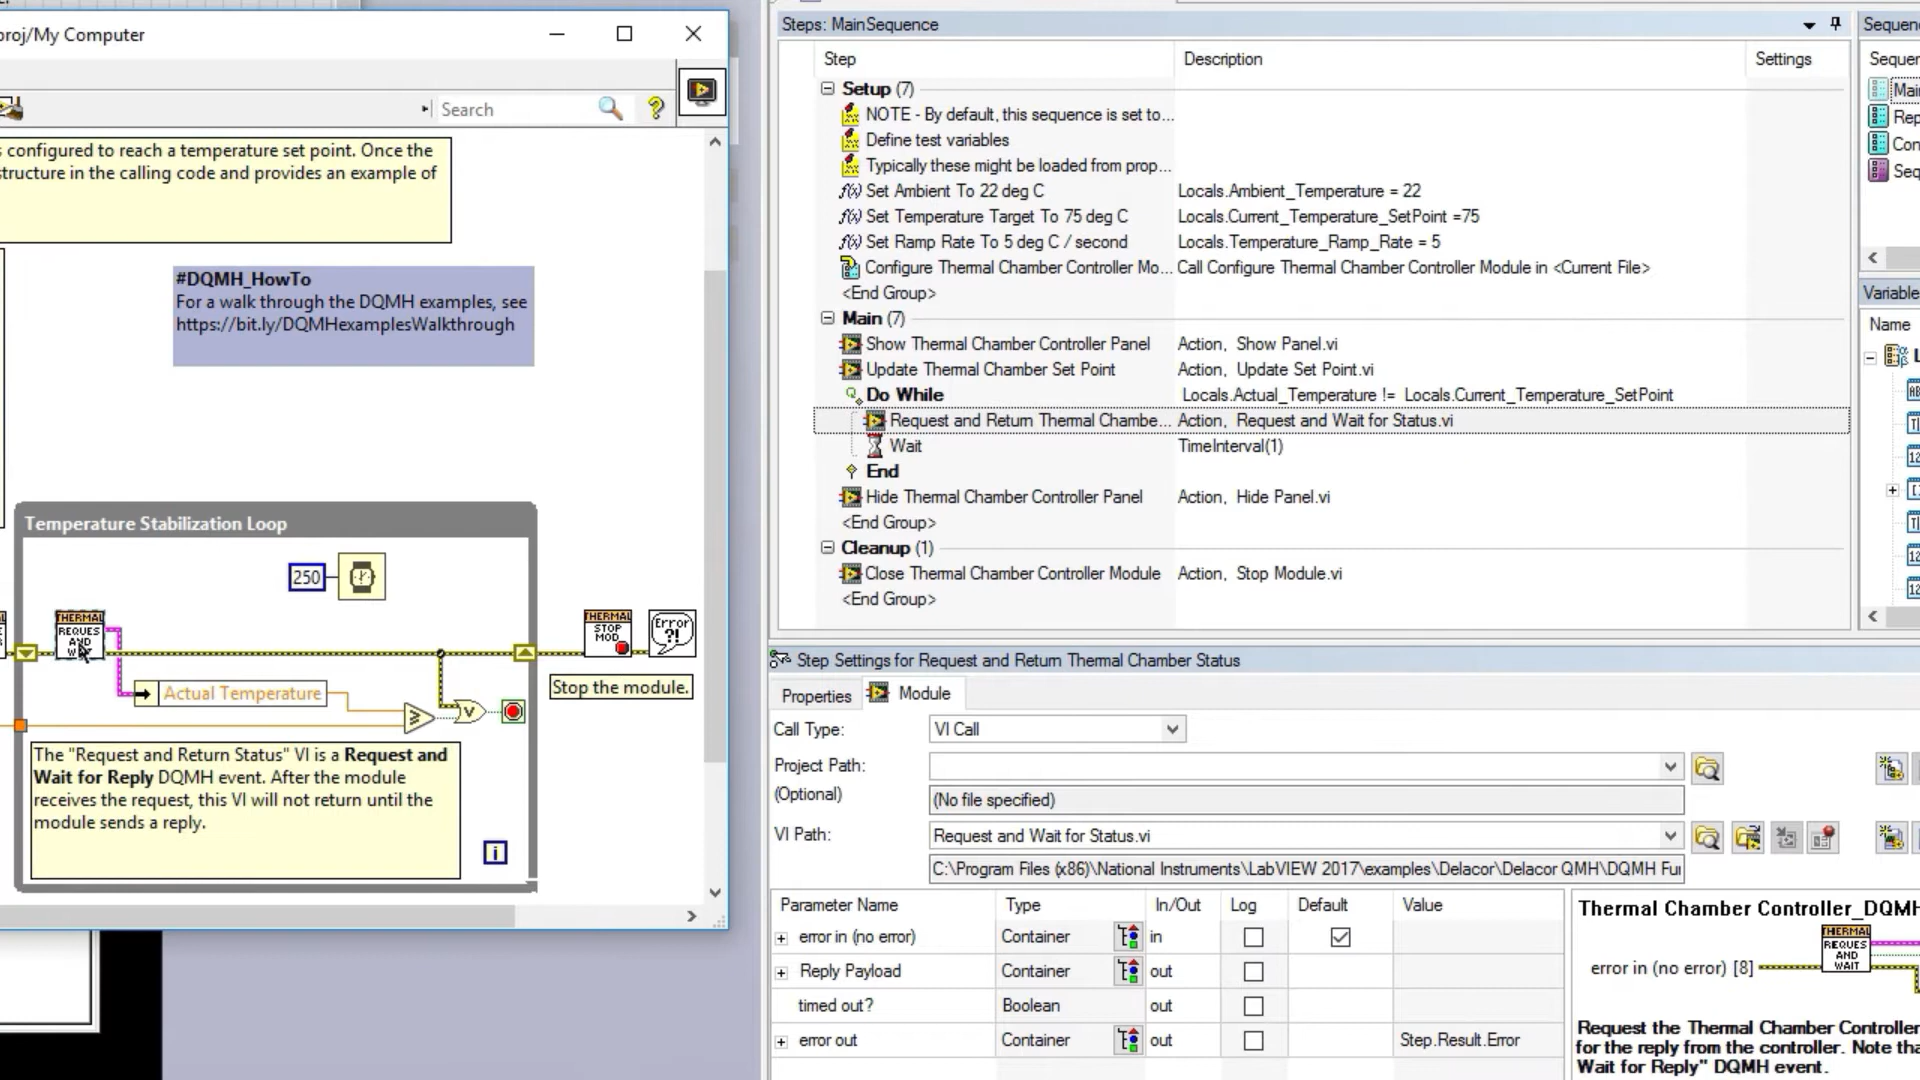 proj/My Computer
Search
s configured to reach a temperature set point. Once the
structure in the calling code and provides an example of
#DQMH_HowTo
For a walk through the DQMH examples, see
https://bit.ly/DQMHexamplesWalkthrough
Temperature Stabilization Loop
250
THERMAL
REQUES
AND
THERMAL
STOP
MOD
Error
?!
Actual Temperature
Stop the module.
The "Request and Return Status" VI is a Request and
Wait for Reply DQMH event. After the module
receives the request, this VI will not return until the
module sends a reply.
i
Steps: MainSequence
Step Description Settings
Setup (7)
NOTE - By default, this sequence is set to...
Define test variables
Typically these might be loaded from prop...
f(x) Set Ambient To 22 deg C Locals.Ambient_Temperature = 22
f(x) Set Temperature Target To 75 deg C Locals.Current_Temperature_SetPoint =75
f(x) Set Ramp Rate To 5 deg C / second Locals.Temperature_Ramp_Rate = 5
Configure Thermal Chamber Controller Mo... Call Configure Thermal Chamber Controller Module in <Current File>
<End Group>
Main (7)
Show Thermal Chamber Controller Panel Action, Show Panel.vi
Update Thermal Chamber Set Point Action, Update Set Point.vi
Do While Locals.Actual_Temperature != Locals.Current_Temperature_SetPoint
Request and Return Thermal Chambe... Action, Request and Wait for Status.vi
Wait TimeInterval(1)
End
Hide Thermal Chamber Controller Panel Action, Hide Panel.vi
<End Group>
Cleanup (1)
Close Thermal Chamber Controller Module Action, Stop Module.vi
<End Group>
Sequen
Sequen
Mai
Rep
Con
Seq
Variable
Name
L
Step Settings for Request and Return Thermal Chamber Status
Properties Module
Call Type: VI Call
Project Path:
(Optional) (No file specified)
VI Path: Request and Wait for Status.vi
C:\Program Files (x86)\National Instruments\LabVIEW 2017\examples\Delacor\Delacor QMH\DQMH Fu
Parameter Name Type In/Out Log Default Value
error in (no error) Container in
Reply Payload Container out
timed out? Boolean out
error out Container out Step.Result.Error
Thermal Chamber Controller_DQMH
THERMAL
REQUES
AND
WAIT
error in (no error) [8]
Request the Thermal Chamber Controller
for the reply from the controller. Note tha
Wait for Reply" DQMH event.